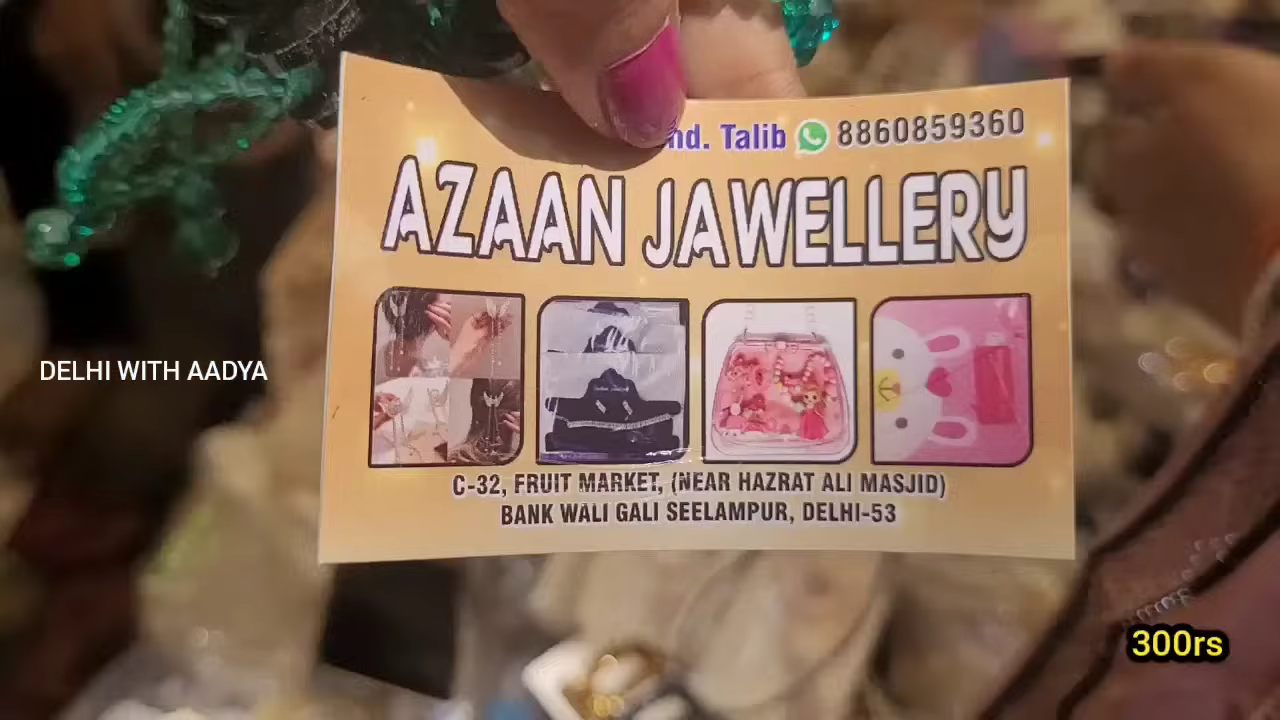 Talib 8860859360
AZAAN JAWELLERY
DELHI WITH AADYA
C-32, FRUIT MARKET, (NEAR HAZRAT ALI MASJID)
BANK WALI GALI SEELAMPUR, DELHI-53
300rs